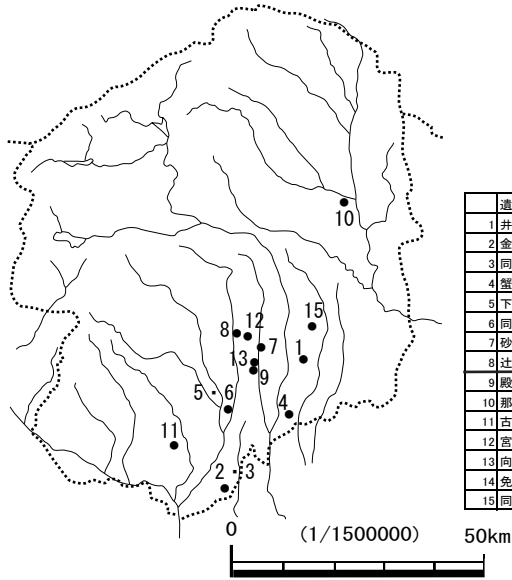 10
15
12
8
7
1
13
9
5
6
4
11
2
3
遺
1 井
2 金
3 同
4 蟹
5 下
6 同
7 砂
8 辻
9 殿
10 那
11 古
12 宮
13 向
14 免
15 同
0 (1/1500000) 50km